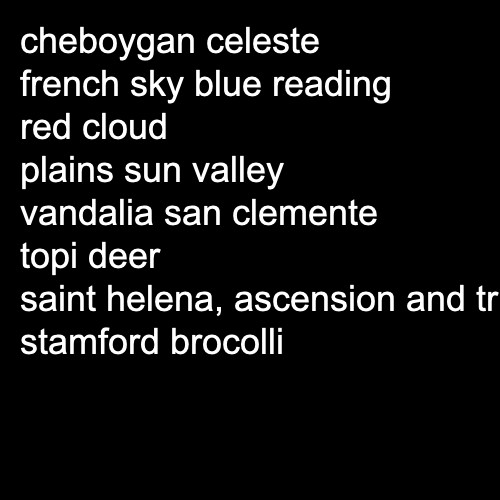 cheboygan celeste
french sky blue reading
red cloud
plains sun valley
vandalia san clemente
topi deer
saint helena, ascension and tr
stamford brocolli